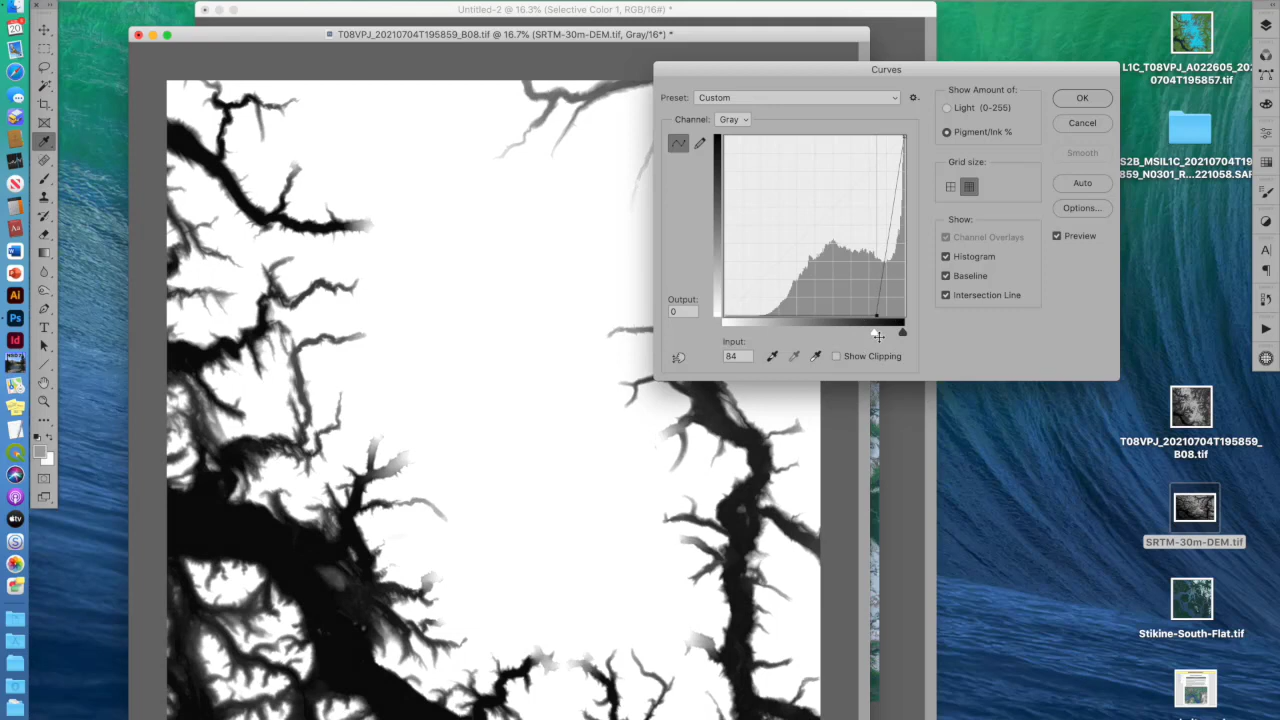 Untitled-2 @ 16.3% (Selective Color 1, RGB/16#) *
T08VPJ_20210704T195859_B08.tif @ 16.7% (SRTM-30m-DEM.tif, Gray/16*) *
Curves
Preset: Custom
Channel: Gray
Output:
0
Input:
84
Show Clipping
Show Amount of:
Light (0-255)
Pigment/Ink %
Grid size:
Show:
Channel Overlays
Histogram
Baseline
Intersection Line
OK
Cancel
Smooth
Auto
Options...
Preview
L1C_T08VPJ_A022605_202
10704T195857.tif
S2B_MSIL1C_20210704T19
5859_N0301_R...221058.SAF
T08VPJ_20210704T195859_
B08.tif
SRTM-30m-DEM.tif
Stikine-South-Flat.tif